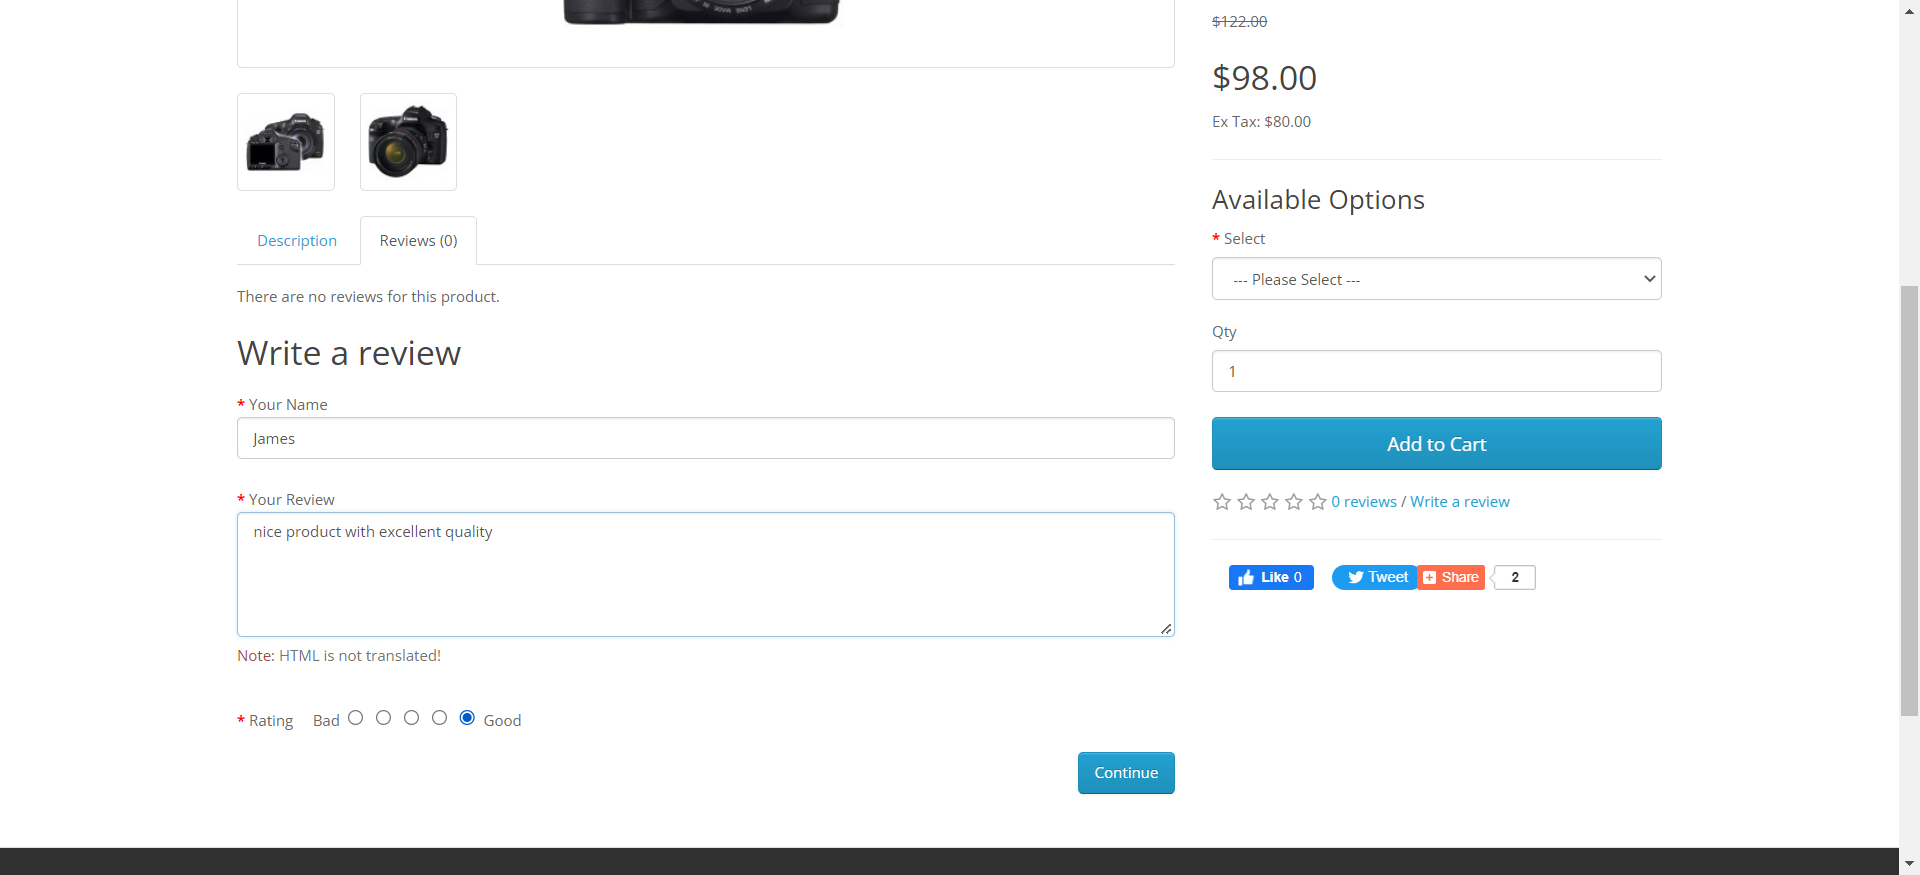 $122.00
$98.00
Ex Tax: $80.00
Available Options
* Select
--- Please Select ---
Qty
1
Add to Cart
0 reviews / Write a review
Like 0
Tweet
Share
2
Canon
Description
Reviews (0)
There are no reviews for this product.
Write a review
* Your Name
James
* Your Review
nice product with excellent quality
Note: HTML is not translated!
* Rating Bad Good
Continue